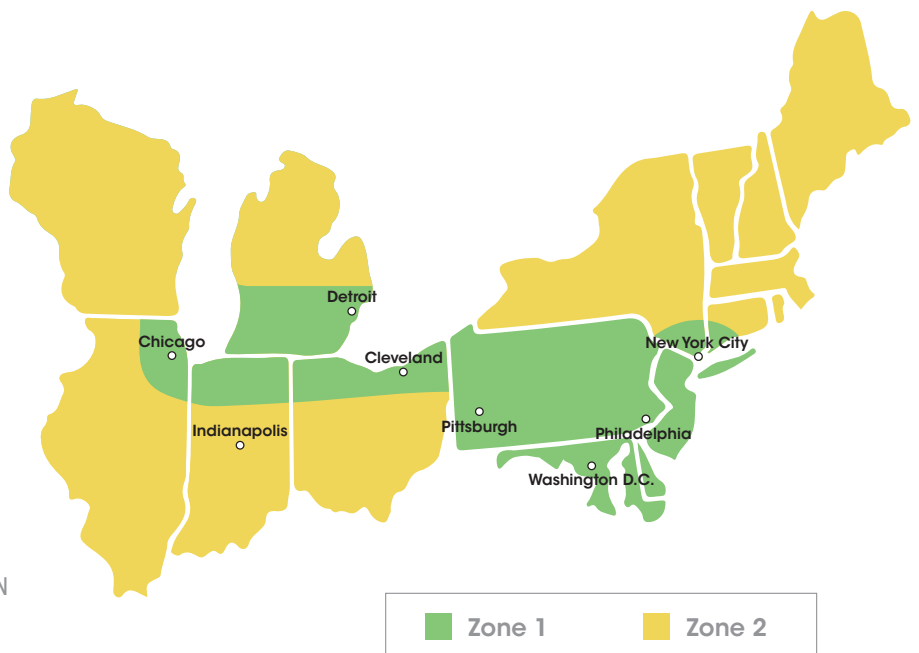 Detroit
Chicago
New York City
Cleveland
Indianapolis
Pittsburgh
Philadelphia
Washington D.C.
N
Zone 1
Zone 2